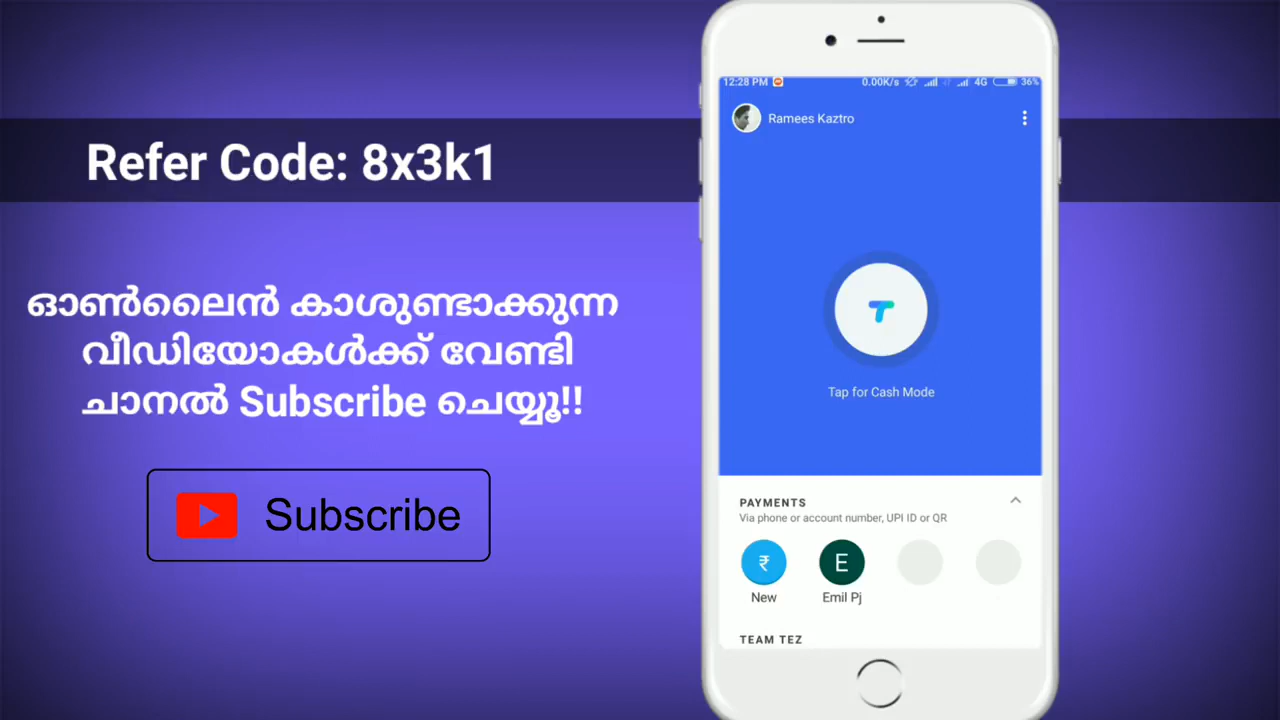 Refer Code: 8x3k1
ഓൺലൈൻ കാശുണ്ടാക്കുന്ന
വീഡിയോകൾക്ക് വേണ്ടി
ചാനൽ Subscribe ചെയ്യൂ!!
Subscribe
12:28 PM 0.00K/s 4G 36%
Ramees Kaztro
Tap for Cash Mode
PAYMENTS
Via phone or account number, UPI ID or QR
₹ E
New Emil Pj
TEAM TEZ